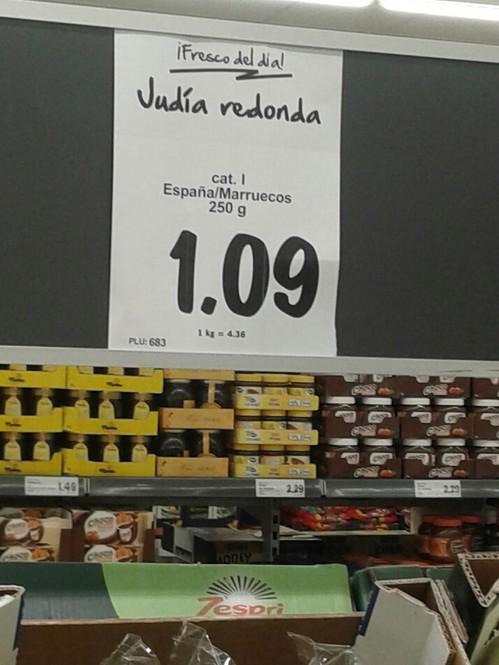 ¡Fresco del día!
Judía redonda
cat. I
España/Marruecos
250 g
1.09
1 kg = 4.36
PLU: 683
1.49
2.29
2.29
Zespri